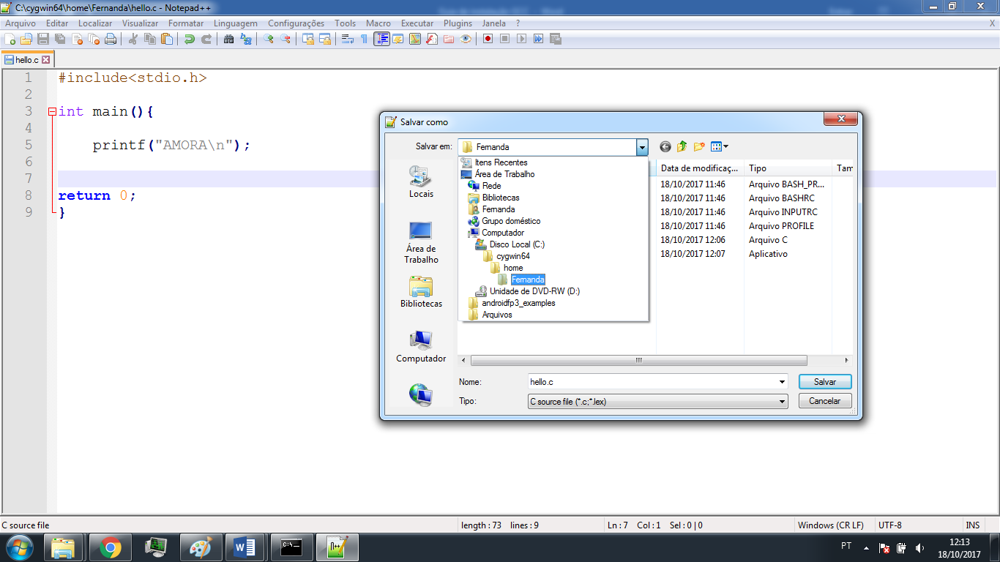 C:\cygwin64\home\Fernanda\hello.c - Notepad++
Arquivo Editar Localizar Visualizar Formatar Linguagem Configurações Tools Macro Executar Plugins Janela ? X
hello.c
1 #include<stdio.h>
2
3 int main(){
4
5 printf("AMORA\n");
6
7
8 return 0;
9 }
Salvar como
Salvar em: Fernanda
Itens Recentes
Área de Trabalho
Rede
Bibliotecas
Fernanda
Grupo doméstico
Computador
Disco Local (C:)
cygwin64
home
Fernanda
Unidade de DVD-RW (D:)
androidfp3_examples
Arquivos
Locais
Área de
Trabalho
Bibliotecas
Computador
Data de modificaç... Tipo Tam
18/10/2017 11:46 Arquivo BASH_PR...
18/10/2017 11:46 Arquivo BASHRC
18/10/2017 11:46 Arquivo INPUTRC
18/10/2017 11:46 Arquivo PROFILE
18/10/2017 12:06 Arquivo C
18/10/2017 12:07 Aplicativo
Nome: hello.c Salvar
Tipo: C source file (*.c;*.lex) Cancelar
C source file length : 73 lines : 9 Ln : 7 Col : 1 Sel : 0 | 0 Windows (CR LF) UTF-8 INS
PT 12:13
18/10/2017